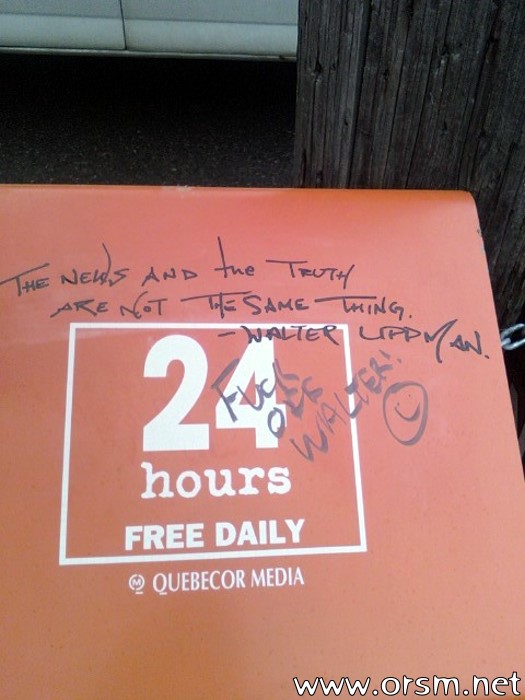 THE NEWS AND the TRUTH
ARE NOT THE SAME THING.
- WALTER LIPPMAN.
FUCK
OFF
WALTER!
24
hours
FREE DAILY
QUEBECOR MEDIA
www.orsm.net